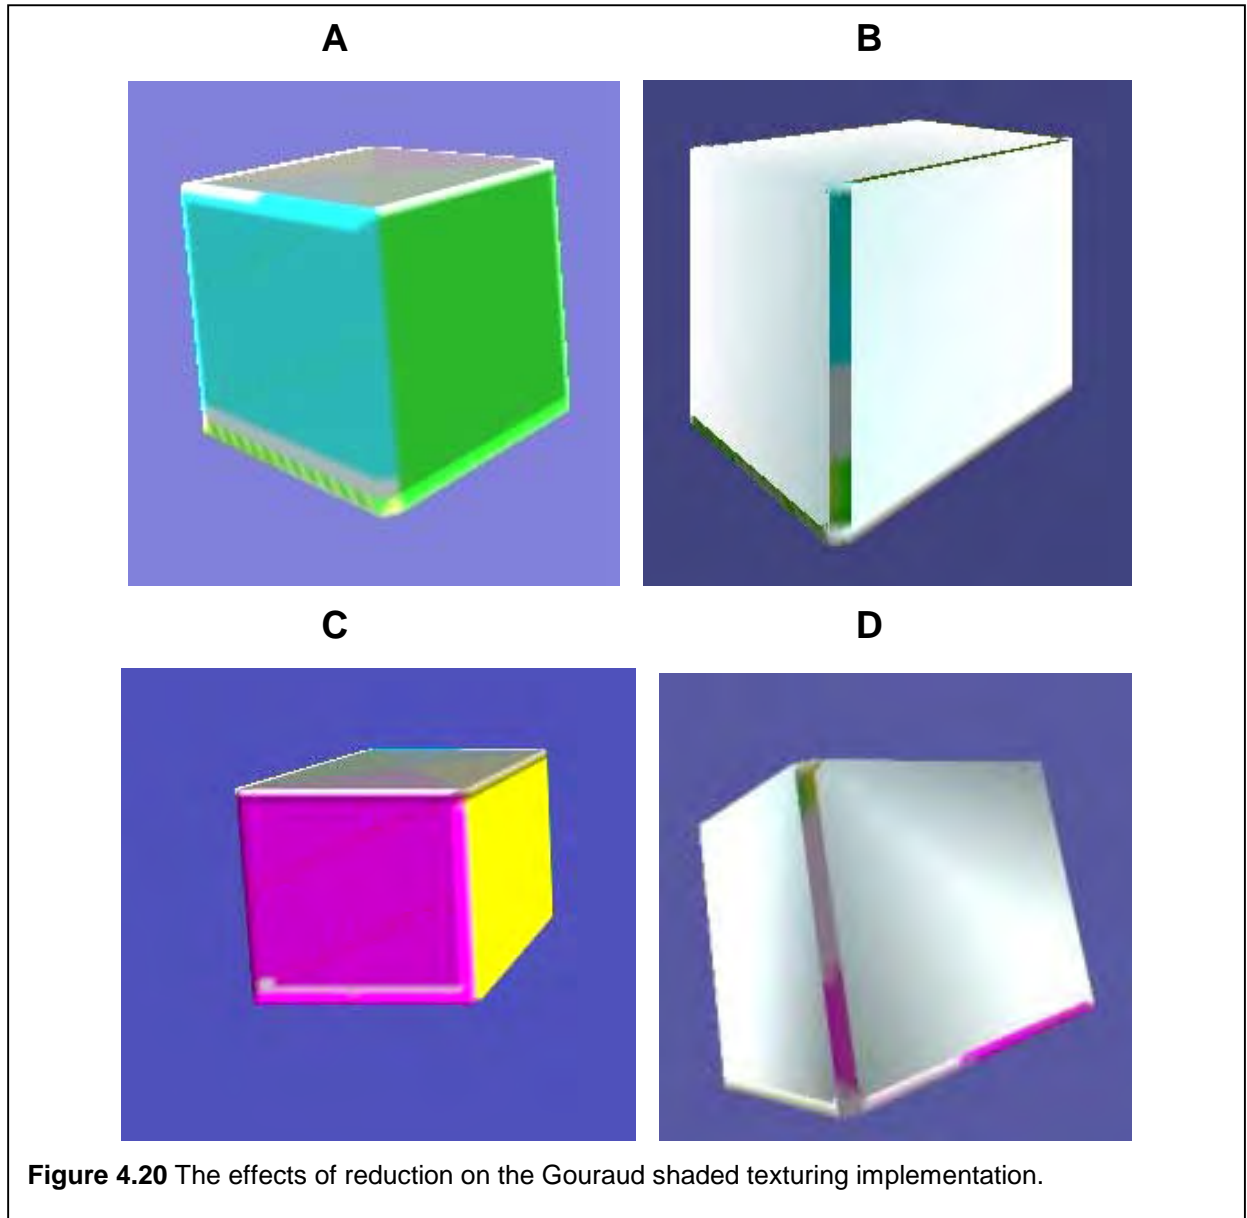 A
B
C
D
Figure 4.20 The effects of reduction on the Gouraud shaded texturing implementation.